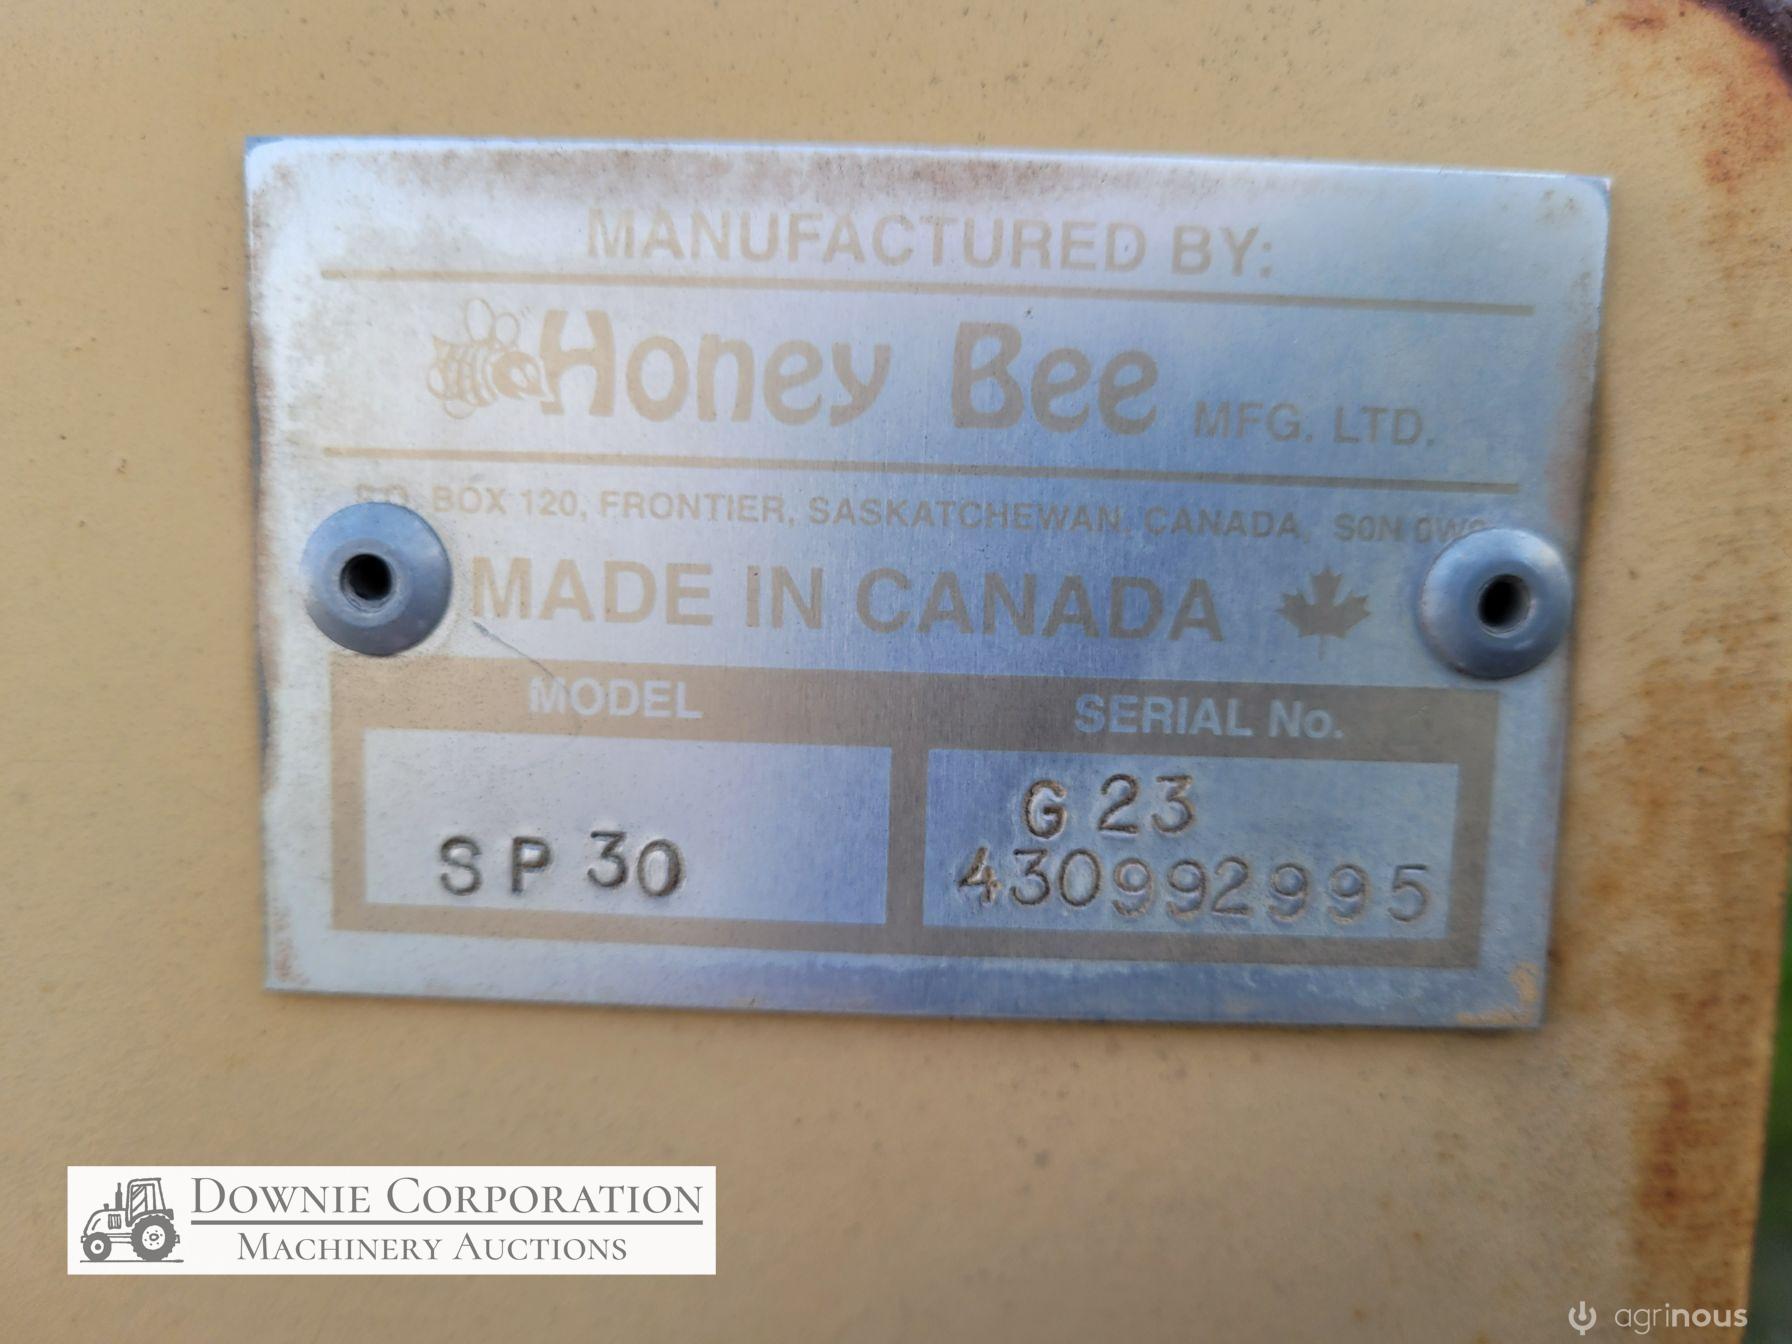 MANUFACTURED BY:
Honey Bee MFG. LTD.
BOX 120, FRONTIER, SASKATCHEWAN, CANADA, S0N
MADE IN CANADA
MODEL
SERIAL No.
SP 30
G 23
430992995
DOWNIE CORPORATION
MACHINERY AUCTIONS
agrinous